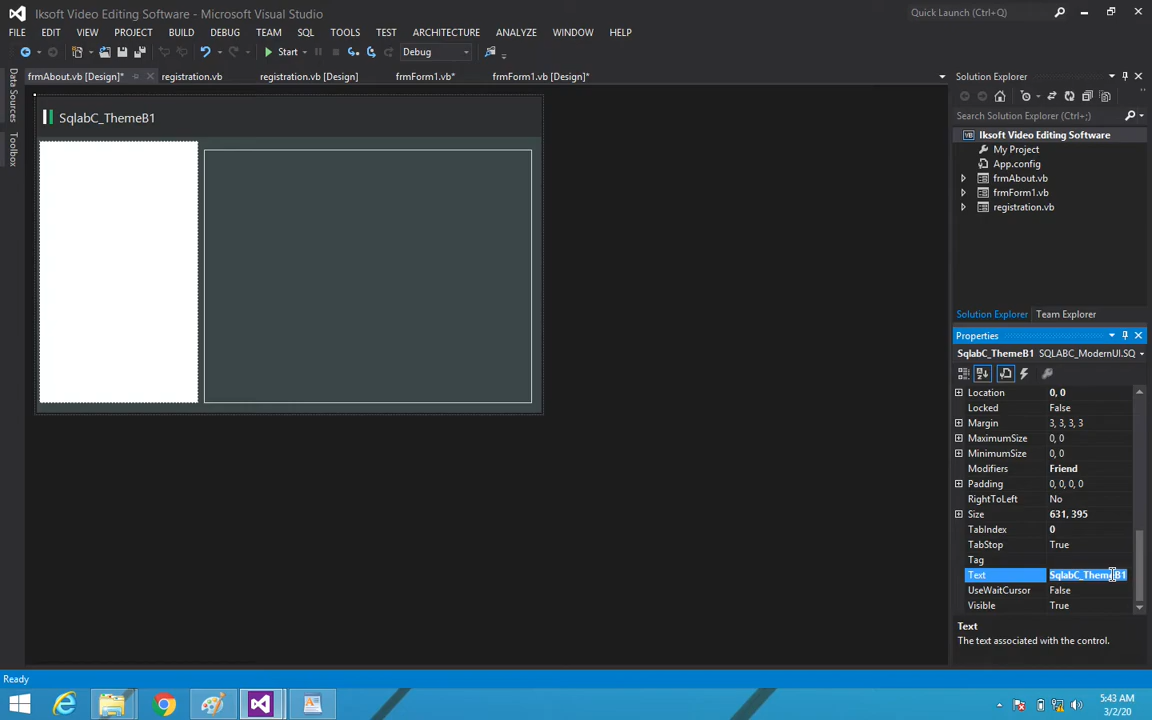 Iksoft Video Editing Software - Microsoft Visual Studio
Quick Launch (Ctrl+;)
FILE EDIT VIEW PROJECT BUILD DEBUG TEAM SQL TOOLS TEST ARCHITECTURE ANALYZE WINDOW HELP
Start Debug
frmAbout.vb [Design]* registration.vb registration.vb [Design] frmForm1.vb* frmForm1.vb [Design]*
Data Sources
Toolbox
SqlabC_ThemeB1
Solution Explorer
Search Solution Explorer (Ctrl+;)
Iksoft Video Editing Software
My Project
App.config
frmAbout.vb
frmForm1.vb
registration.vb
Solution Explorer Team Explorer
Properties
SqlabC_ThemeB1 SQLABC_ModernUI.SQ
Location 0, 0
Locked False
Margin 3, 3, 3, 3
MaximumSize 0, 0
MinimumSize 0, 0
Modifiers Friend
Padding 0, 0, 0, 0
RightToLeft No
Size 631, 395
TabIndex 0
TabStop True
Tag
Text SqlabC_ThemeB1
UseWaitCursor False
Visible True
Text
The text associated with the control.
Ready
5:43 AM
3/2/20